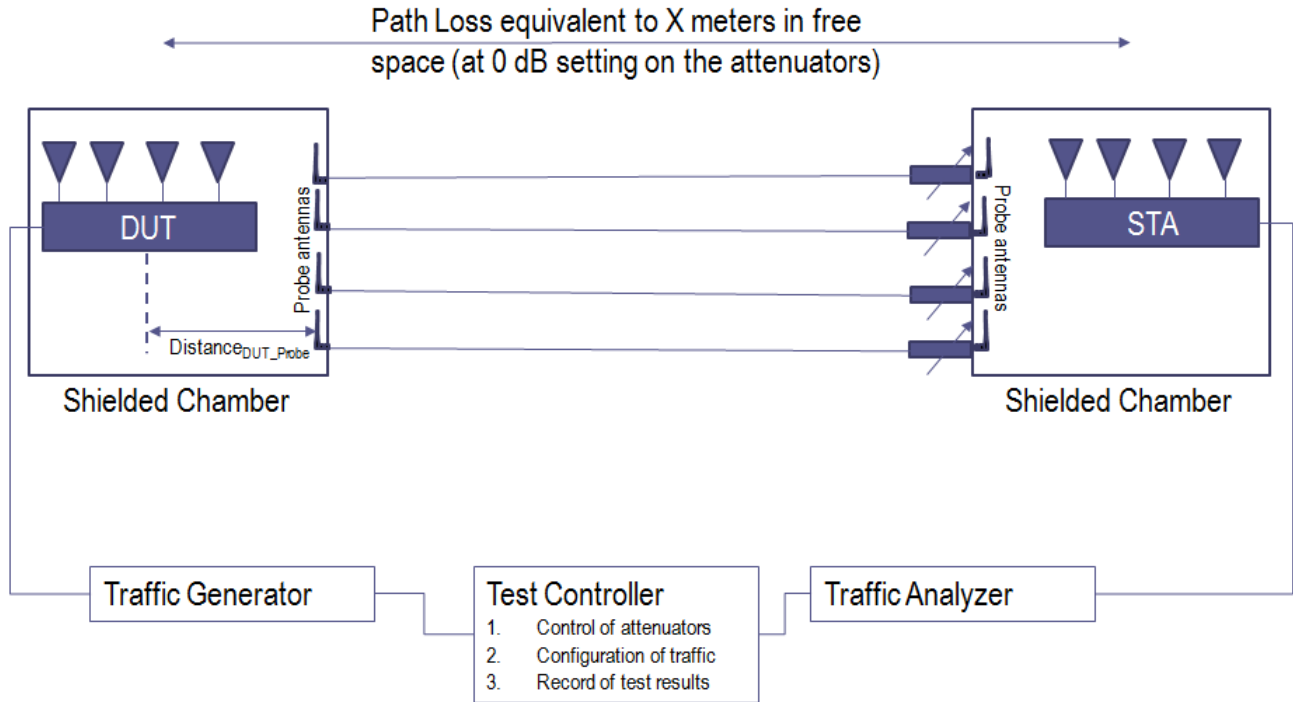 Path Loss equivalent to X meters in free
space (at 0 dB setting on the attenuators)
DUT
Probe antennas
Distance_DUT_Probe
Shielded Chamber
Probe antennas
STA
Shielded Chamber
Traffic Generator
Test Controller
1. Control of attenuators
2. Configuration of traffic
3. Record of test results
Traffic Analyzer